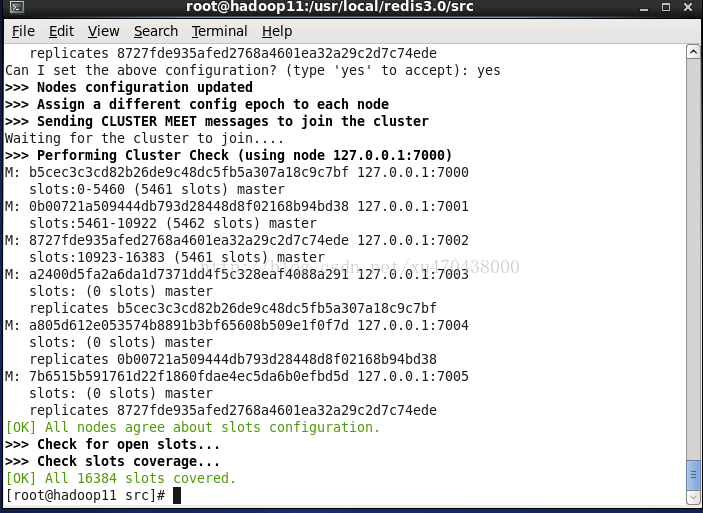 root@hadoop11:/usr/local/redis3.0/src
File Edit View Search Terminal Help
replicates 8727fde935afed2768a4601ea32a29c2d7c74ede
Can I set the above configuration? (type 'yes' to accept): yes
>>> Nodes configuration updated
>>> Assign a different config epoch to each node
>>> Sending CLUSTER MEET messages to join the cluster
Waiting for the cluster to join....
>>> Performing Cluster Check (using node 127.0.0.1:7000)
M: b5cec3c3cd82b26de9c48dc5fb5a307a18c9c7bf 127.0.0.1:7000
slots:0-5460 (5461 slots) master
M: 0b00721a509444db793d28448d8f02168b94bd38 127.0.0.1:7001
slots:5461-10922 (5462 slots) master
M: 8727fde935afed2768a4601ea32a29c2d7c74ede 127.0.0.1:7002
slots:10923-16383 (5461 slots) master
http://blog.csdn.net/xu470438000
M: a2400d5fa2a6da1d7371dd4f5c328eaf4088a291 127.0.0.1:7003
slots: (0 slots) master
replicates b5cec3c3cd82b26de9c48dc5fb5a307a18c9c7bf
M: a805d612e053574b8891b3bf65608b509e1f0f7d 127.0.0.1:7004
slots: (0 slots) master
replicates 0b00721a509444db793d28448d8f02168b94bd38
M: 7b6515b591761d22f1860fdae4ec5da6b0efbd5d 127.0.0.1:7005
slots: (0 slots) master
replicates 8727fde935afed2768a4601ea32a29c2d7c74ede
[OK] All nodes agree about slots configuration.
>>> Check for open slots...
>>> Check slots coverage...
[OK] All 16384 slots covered.
[root@hadoop11 src]#